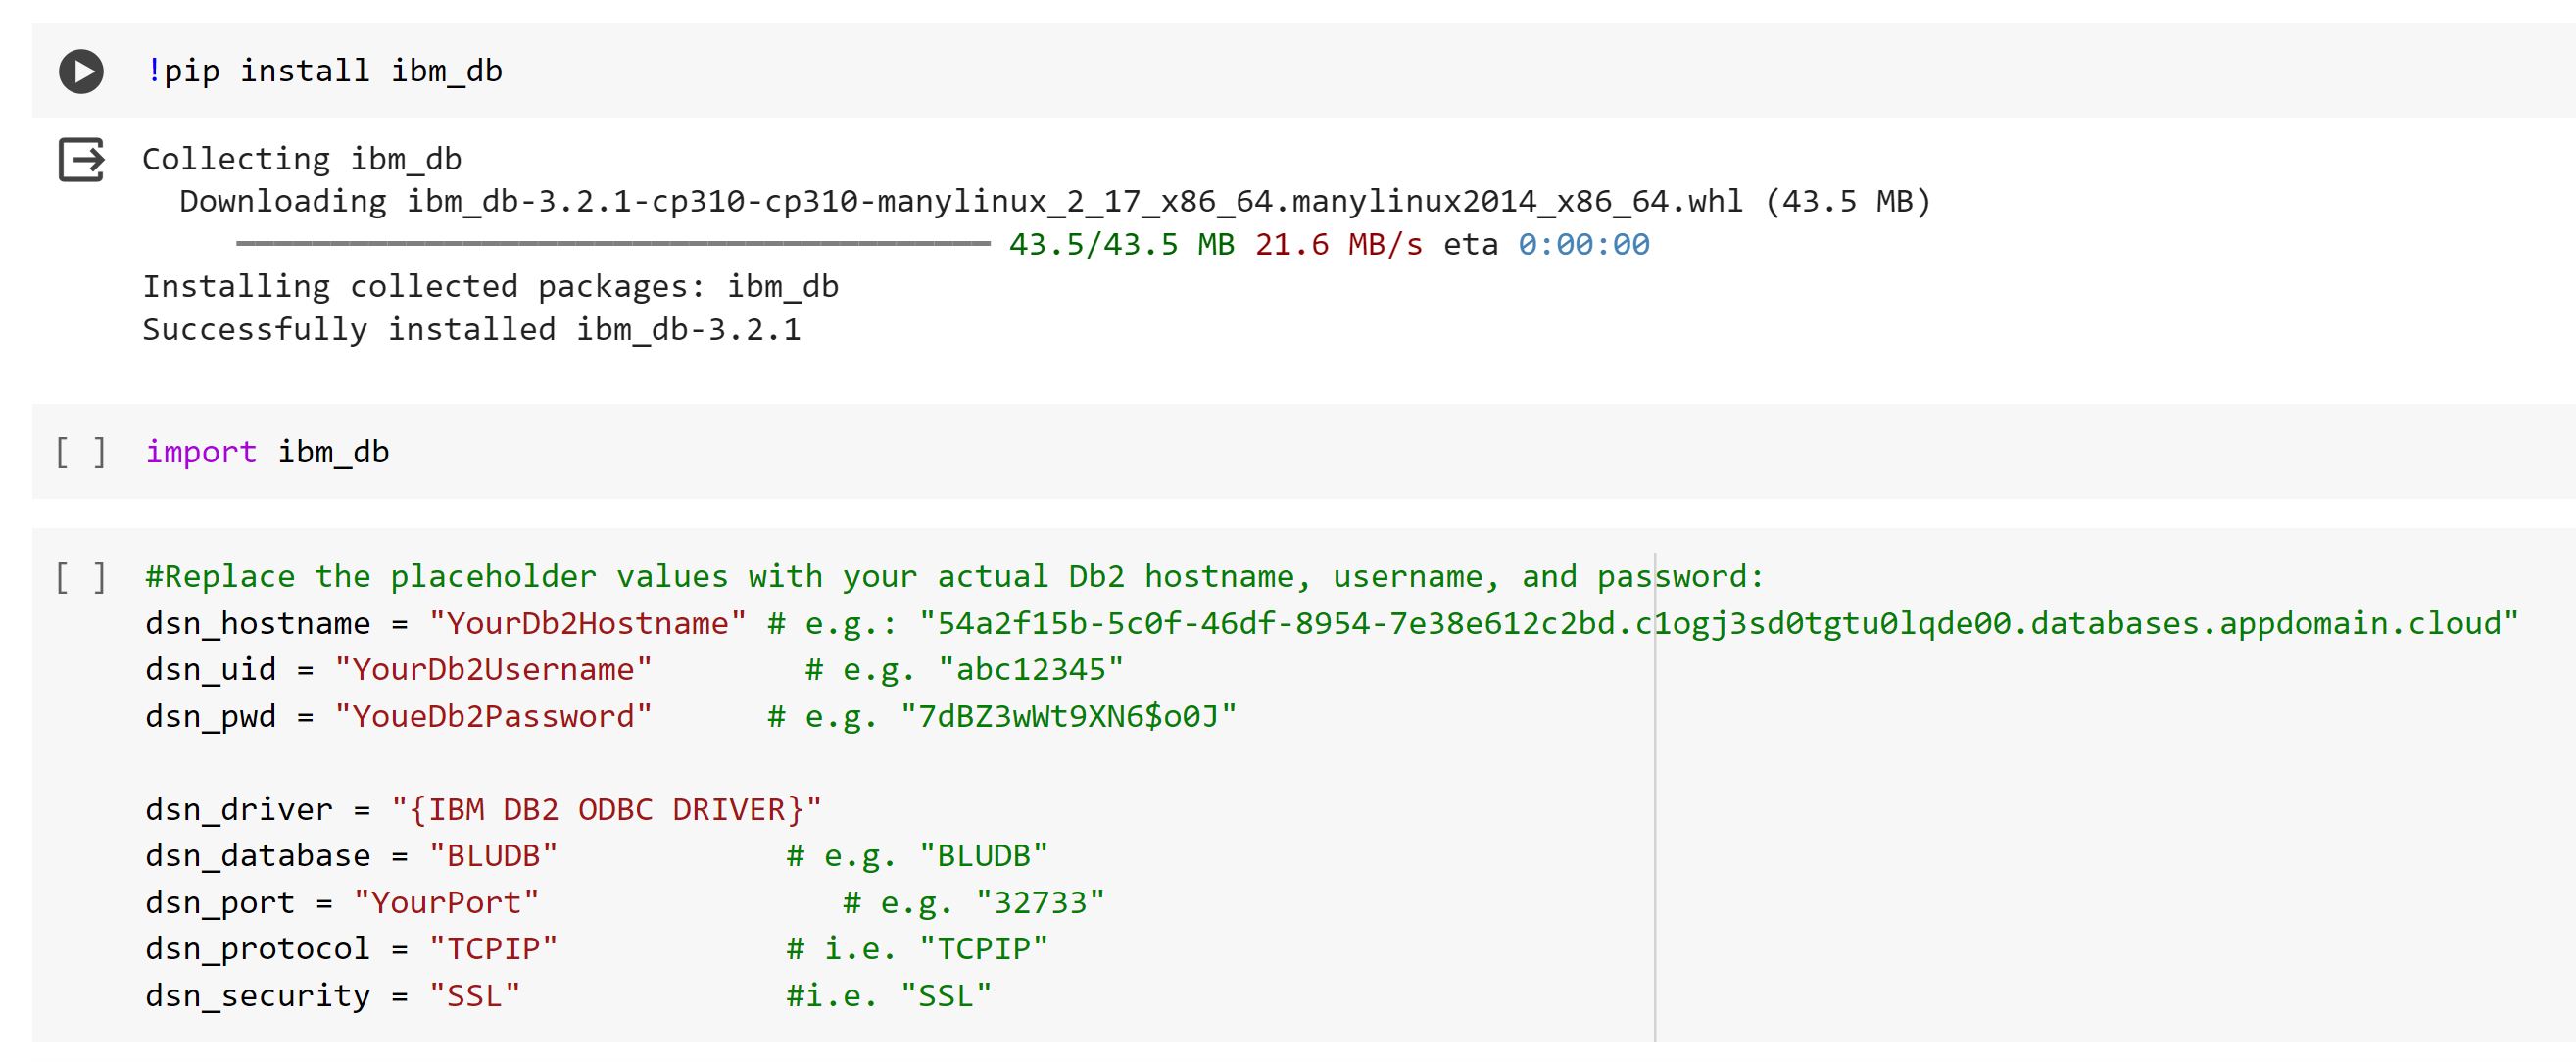 !pip install ibm_db
Collecting ibm_db
  Downloading ibm_db-3.2.1-cp310-cp310-manylinux_2_17_x86_64.manylinux2014_x86_64.whl (43.5 MB)
43.5/43.5 MB 21.6 MB/s eta 0:00:00
Installing collected packages: ibm_db
Successfully installed ibm_db-3.2.1
[ ] import ibm_db
[ ] #Replace the placeholder values with your actual Db2 hostname, username, and password:
dsn_hostname = "YourDb2Hostname" # e.g.: "54a2f15b-5c0f-46df-8954-7e38e612c2bd.c1ogj3sd0tgtu0lqde00.databases.appdomain.cloud"
dsn_uid = "YourDb2Username"        # e.g. "abc12345"
dsn_pwd = "YoueDb2Password"      # e.g. "7dBZ3wWt9XN6$o0J"
dsn_driver = "{IBM DB2 ODBC DRIVER}"
dsn_database = "BLUDB"            # e.g. "BLUDB"
dsn_port = "YourPort"                # e.g. "32733"
dsn_protocol = "TCPIP"            # i.e. "TCPIP"
dsn_security = "SSL"              #i.e. "SSL"